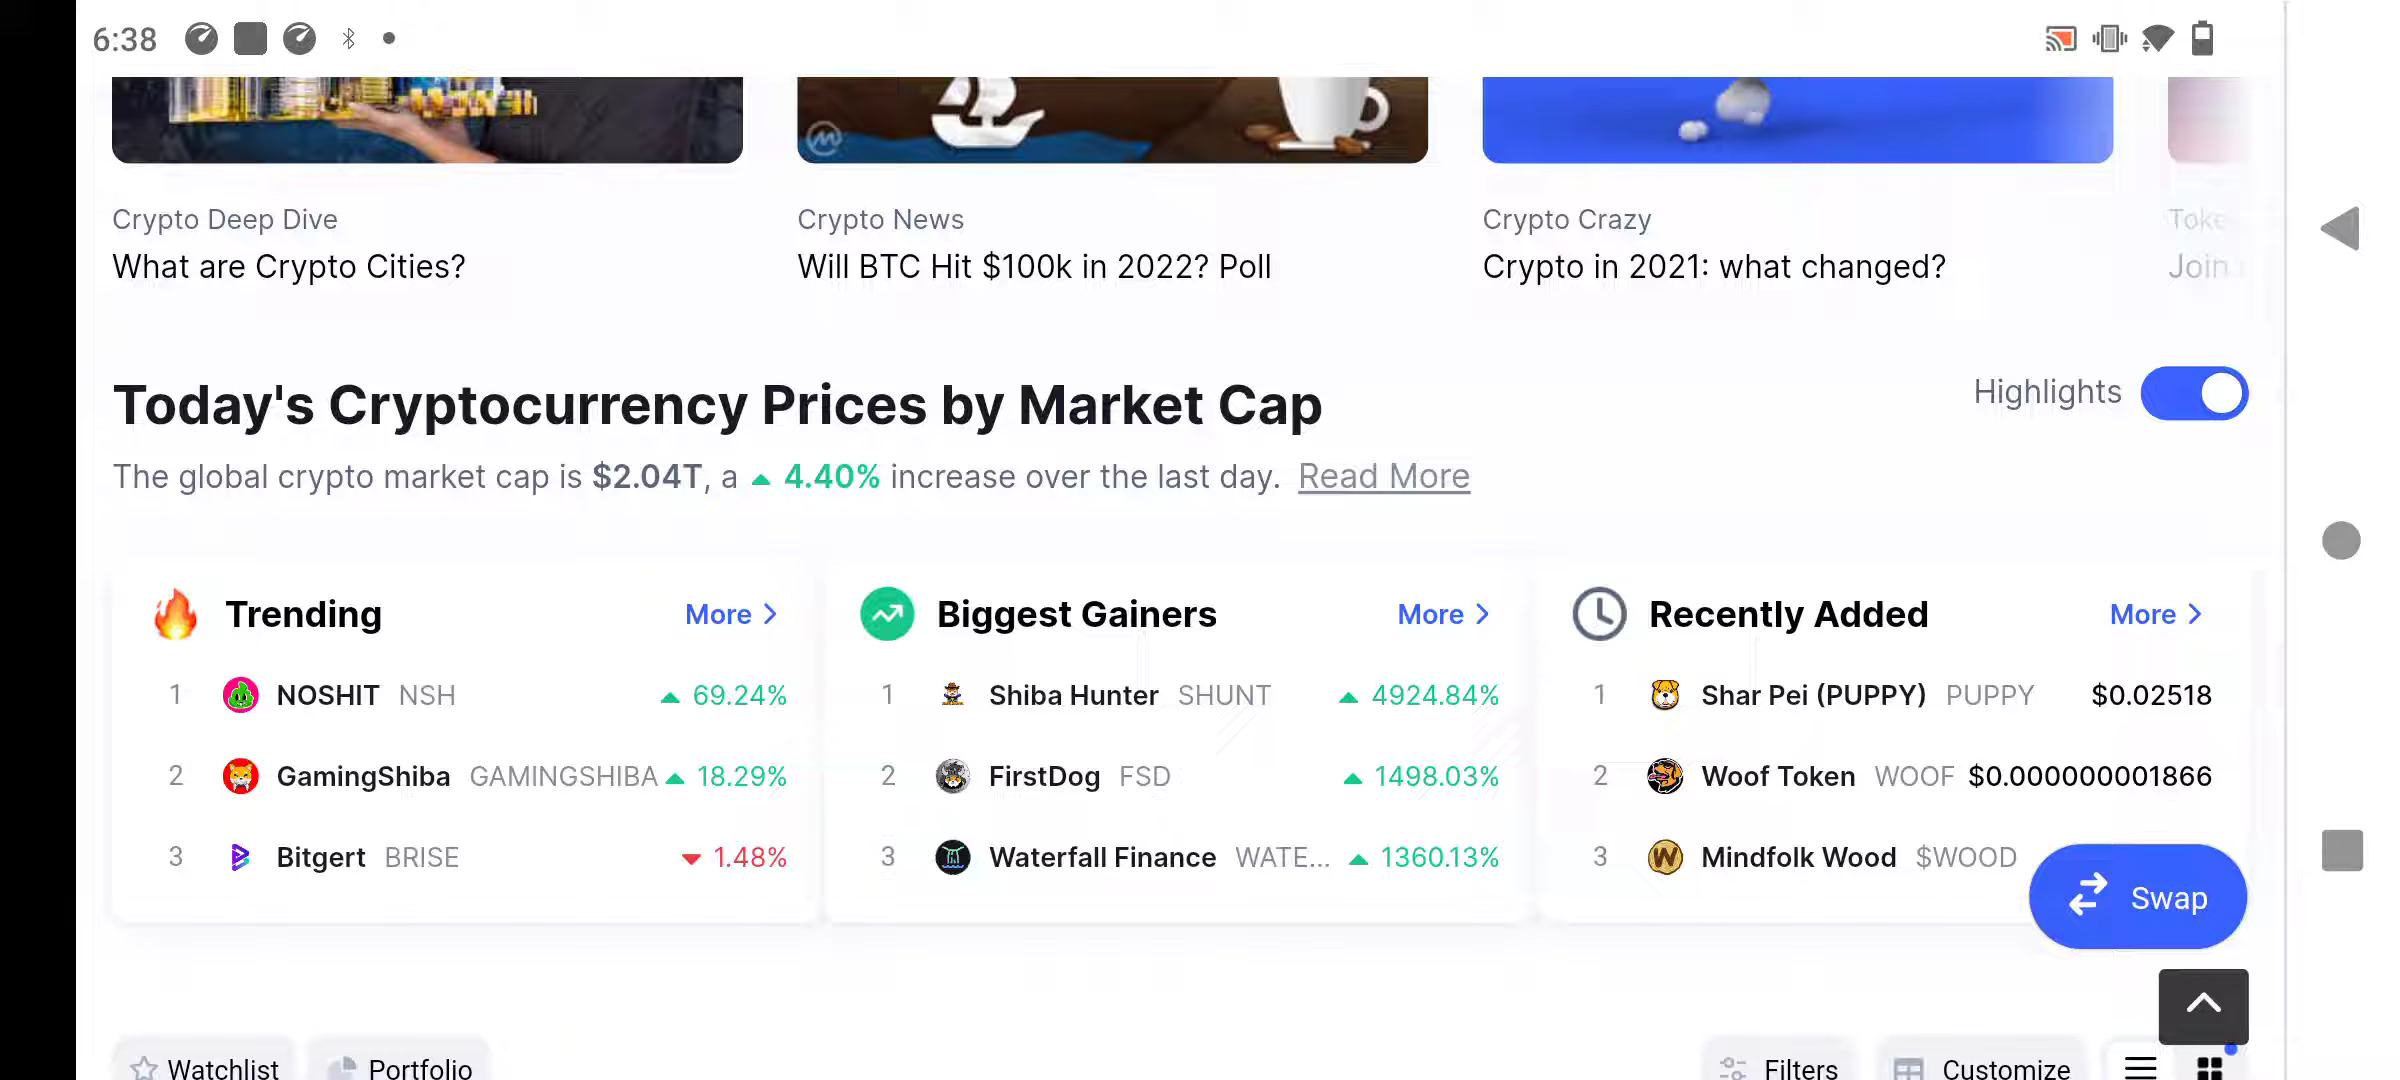 6:38
Crypto Deep Dive
What are Crypto Cities?
Crypto News
Will BTC Hit $100k in 2022? Poll
Crypto Crazy
Crypto in 2021: what changed?
Toke
Join
Today's Cryptocurrency Prices by Market Cap
Highlights
The global crypto market cap is $2.04T, a ▲ 4.40% increase over the last day. Read More
Trending More
1 NOSHIT NSH ▲ 69.24%
2 GamingShiba GAMINGSHIBA ▲ 18.29%
3 Bitgert BRISE ▼ 1.48%
Biggest Gainers More
1 Shiba Hunter SHUNT ▲ 4924.84%
2 FirstDog FSD ▲ 1498.03%
3 Waterfall Finance WATE... ▲ 1360.13%
Recently Added More
1 Shar Pei (PUPPY) PUPPY $0.02518
2 Woof Token WOOF $0.000000001866
3 Mindfolk Wood $WOOD
Swap
Watchlist Portfolio Filters Customize